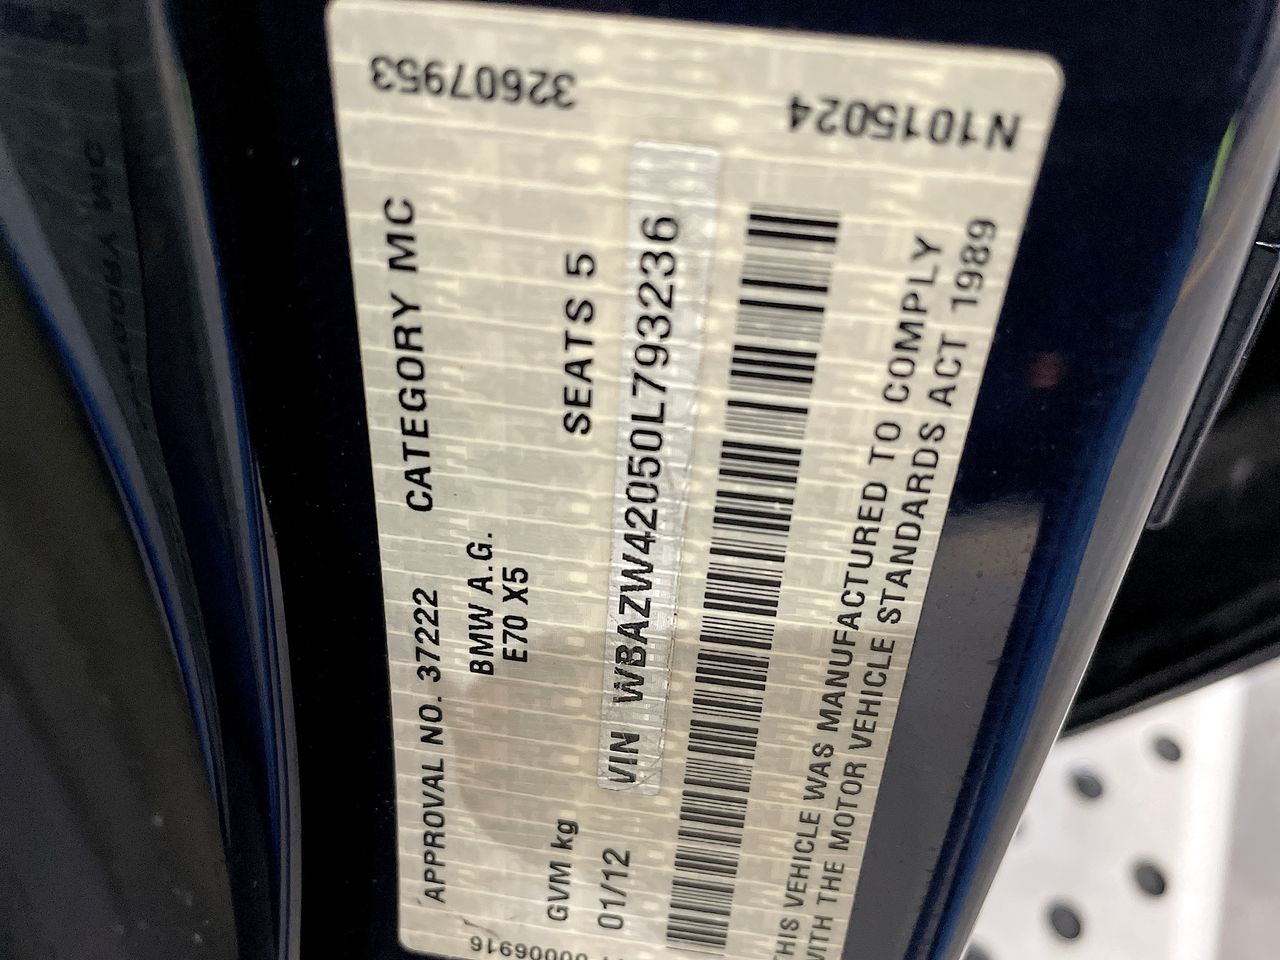 APPROVAL NO. 37222 CATEGORY MC
BMW A.G.
E70 X5
GVM kg SEATS 5
01/12 VIN WBAZW42050L793236
THIS VEHICLE WAS MANUFACTURED TO COMPLY
WITH THE MOTOR VEHICLE STANDARDS ACT 1989
32607953
N1015024
00006916